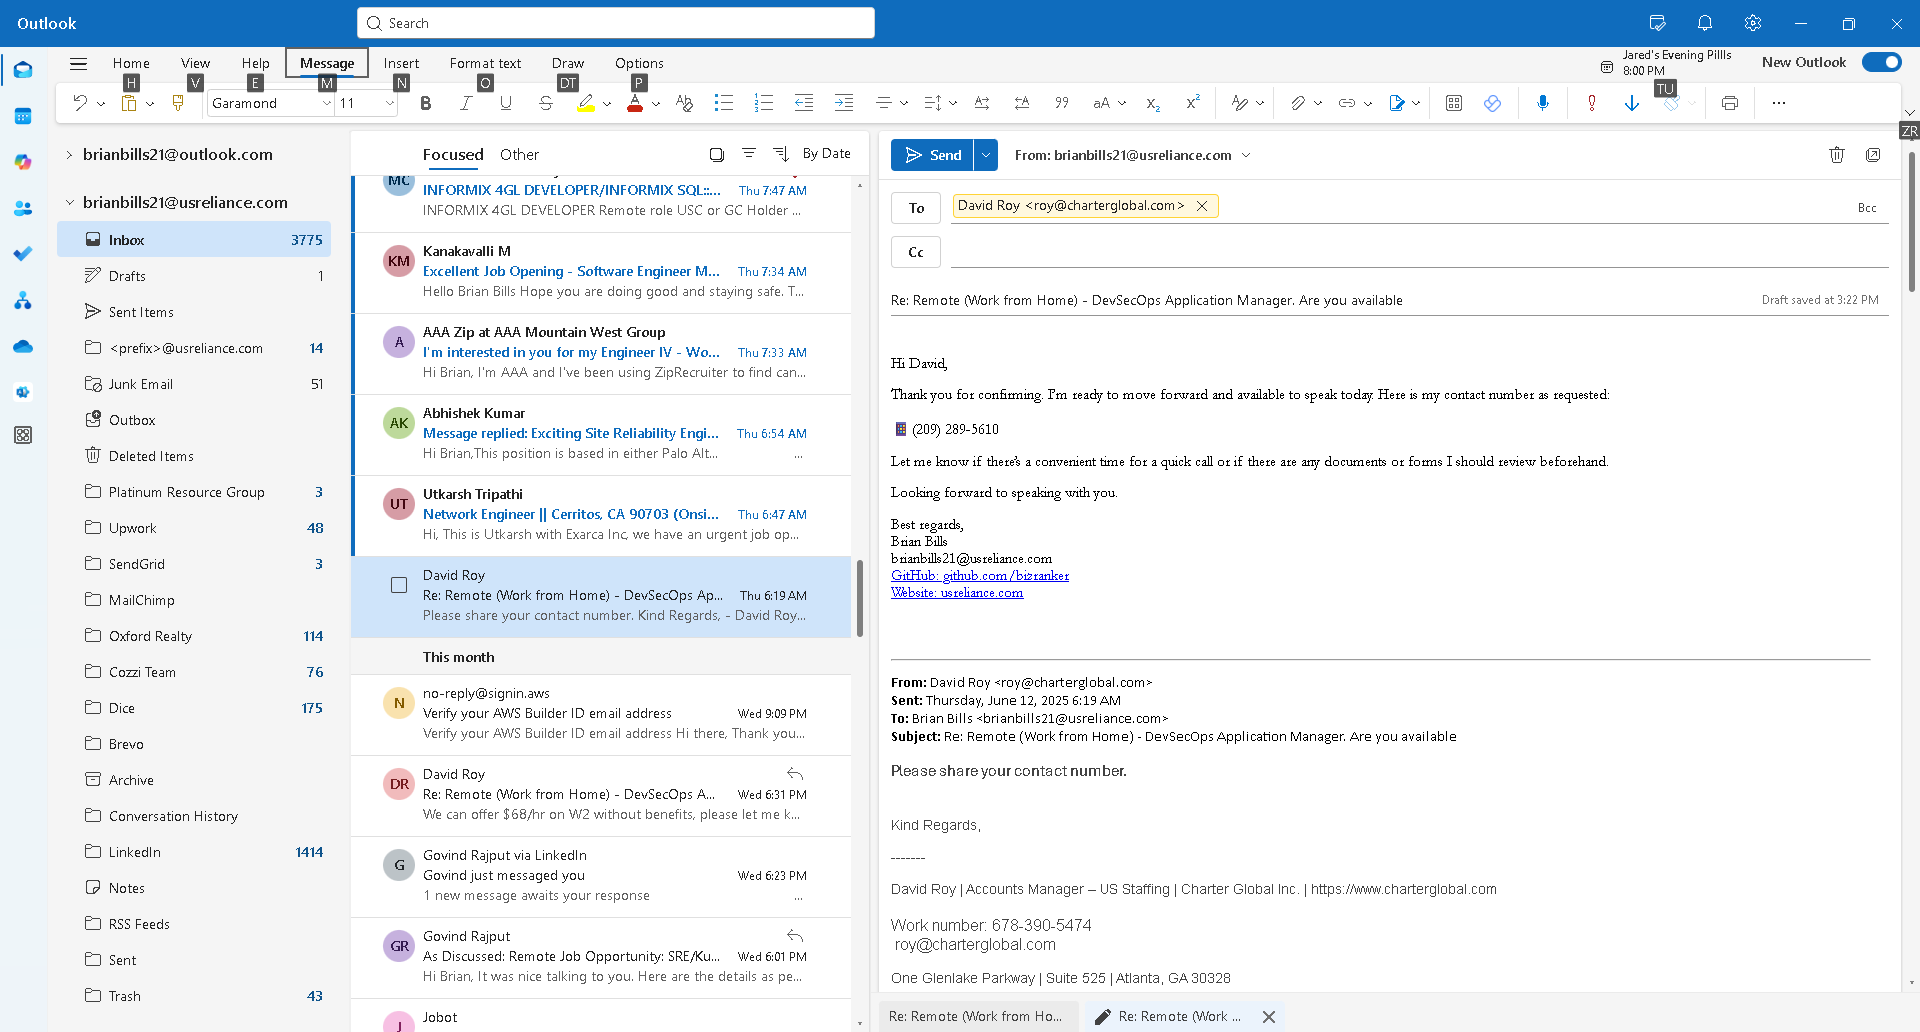 Outlook
Search
Home
View
Help
Message
Insert
Format text
Draw
Options
H
V
E
M
N
O
DT
P
Jared's Evening Pillls
8:00 PM
TU
New Outlook
ZR
Garamond
11
brianbills21@outlook.com
brianbills21@usreliance.com
Inbox 3775
Drafts 1
Sent Items
<prefix>@usreliance.com 14
Junk Email 51
Outbox
Deleted Items
Platinum Resource Group 3
Upwork 48
SendGrid 3
MailChimp
Oxford Realty 114
Cozzi Team 76
Dice 175
Brevo
Archive
Conversation History
LinkedIn 1414
Notes
RSS Feeds
Sent
Trash 43
Focused
Other
By Date
MC
INFORMIX 4GL DEVELOPER/INFORMIX SQL::... Thu 7:47 AM
INFORMIX 4GL DEVELOPER Remote role USC or GC Holder ...
KM
Kanakavalli M
Excellent Job Opening - Software Engineer M... Thu 7:34 AM
Hello Brian Bills Hope you are doing good and staying safe. T...
A
AAA Zip at AAA Mountain West Group
I'm interested in you for my Engineer IV - Wo... Thu 7:33 AM
Hi Brian, I'm AAA and I've been using ZipRecruiter to find can...
AK
Abhishek Kumar
Message replied: Exciting Site Reliability Engi... Thu 6:54 AM
Hi Brian,This position is based in either Palo Alt... ...
UT
Utkarsh Tripathi
Network Engineer || Cerritos, CA 90703 (Onsi... Thu 6:47 AM
Hi, This is Utkarsh with Exarca Inc, we have an urgent job op...
David Roy
Re: Remote (Work from Home) - DevSecOps Ap... Thu 6:19 AM
Please share your contact number. Kind Regards, - David Roy...
This month
N
no-reply@signin.aws
Verify your AWS Builder ID email address Wed 9:09 PM
Verify your AWS Builder ID email address Hi there, Thank you...
DR
David Roy
Re: Remote (Work from Home) - DevSecOps A... Wed 6:31 PM
We can offer $68/hr on W2 without benefits, please let me k...
G
Govind Rajput via LinkedIn
Govind just messaged you Wed 6:23 PM
1 new message awaits your response ...
GR
Govind Rajput
As Discussed: Remote Job Opportunity: SRE/Ku... Wed 6:01 PM
Hi Brian, It was nice talking to you. Here are the details as pe...
J
Jobot
Send
From: brianbills21@usreliance.com
To
David Roy <roy@charterglobal.com>
Bcc
Cc
Re: Remote (Work from Home) - DevSecOps Application Manager. Are you available
Draft saved at 3:22 PM
Hi David,
Thank you for confirming. I'm ready to move forward and available to speak today. Here is my contact number as requested:
(209) 289-5610
Let me know if there's a convenient time for a quick call or if there are any documents or forms I should review beforehand.
Looking forward to speaking with you.
Best regards,
Brian Bills
brianbills21@usreliance.com
GitHub: github.com/bizranker
Website: usreliance.com
From: David Roy <roy@charterglobal.com>
Sent: Thursday, June 12, 2025 6:19 AM
To: Brian Bills <brianbills21@usreliance.com>
Subject: Re: Remote (Work from Home) - DevSecOps Application Manager. Are you available
Please share your contact number.
Kind Regards,
-------
David Roy | Accounts Manager – US Staffing | Charter Global Inc. | https://www.charterglobal.com
Work number: 678-390-5474
roy@charterglobal.com
One Glenlake Parkway | Suite 525 | Atlanta, GA 30328
Re: Remote (Work from Ho...
Re: Remote (Work ...